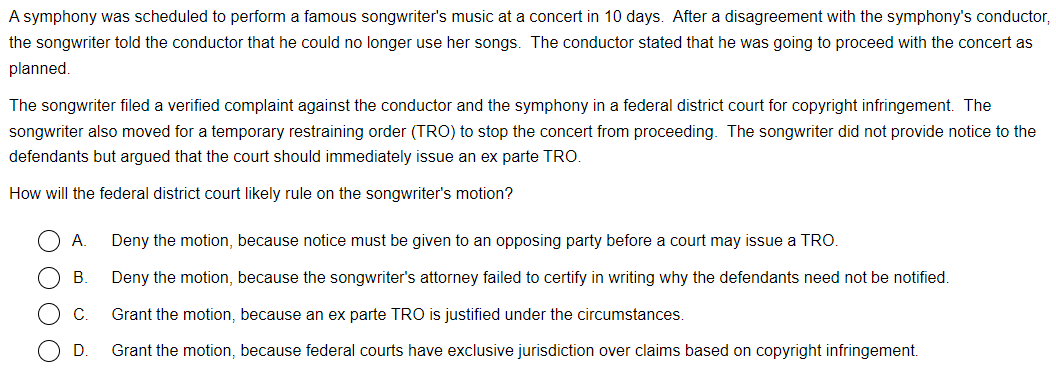 A symphony was scheduled to perform a famous songwriter's music at a concert in 10 days.  After a disagreement with the symphony's conductor,
the songwriter told the conductor that he could no longer use her songs.  The conductor stated that he was going to proceed with the concert as
planned.
The songwriter filed a verified complaint against the conductor and the symphony in a federal district court for copyright infringement.  The
songwriter also moved for a temporary restraining order (TRO) to stop the concert from proceeding.  The songwriter did not provide notice to the
defendants but argued that the court should immediately issue an ex parte TRO.
How will the federal district court likely rule on the songwriter's motion?
A. Deny the motion, because notice must be given to an opposing party before a court may issue a TRO.
B. Deny the motion, because the songwriter's attorney failed to certify in writing why the defendants need not be notified.
C. Grant the motion, because an ex parte TRO is justified under the circumstances.
D. Grant the motion, because federal courts have exclusive jurisdiction over claims based on copyright infringement.